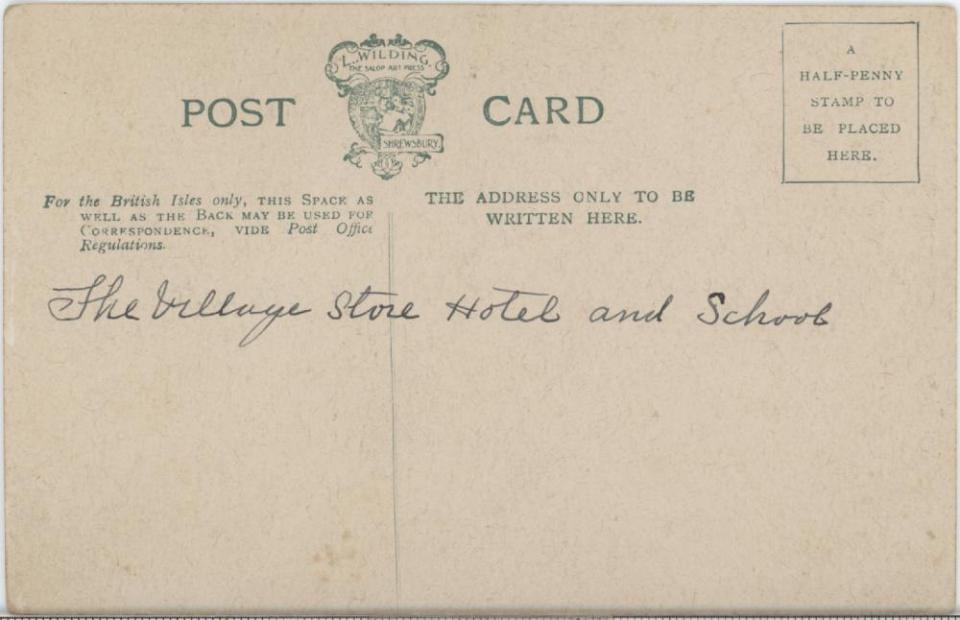 L. WILDING.
THE SALOP ART PRESS
SHREWSBURY.
POST CARD
A
HALF-PENNY
STAMP TO
BE PLACED
HERE.
For the British Isles only, THIS SPACE AS
WELL AS THE BACK MAY BE USED FOR
CORRESPONDENCE, VIDE Post Office
Regulations.
THE ADDRESS ONLY TO BE
WRITTEN HERE.
The Village Store Hotel and School